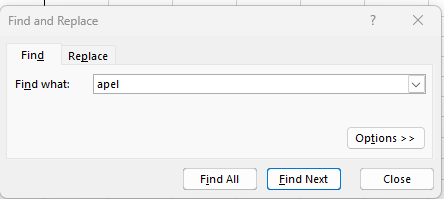 Find and Replace
Find Replace
Find what: apel
Options >>
Find All Find Next Close